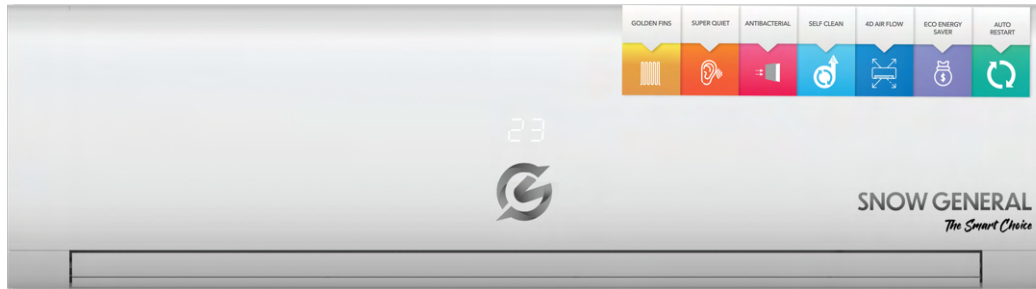 GOLDEN FINS
SUPER QUIET
ANTIBACTERIAL
SELF CLEAN
4D AIR FLOW
ECO ENERGY
SAVER
AUTO
RESTART
$
23
SNOW GENERAL
The Smart Choice